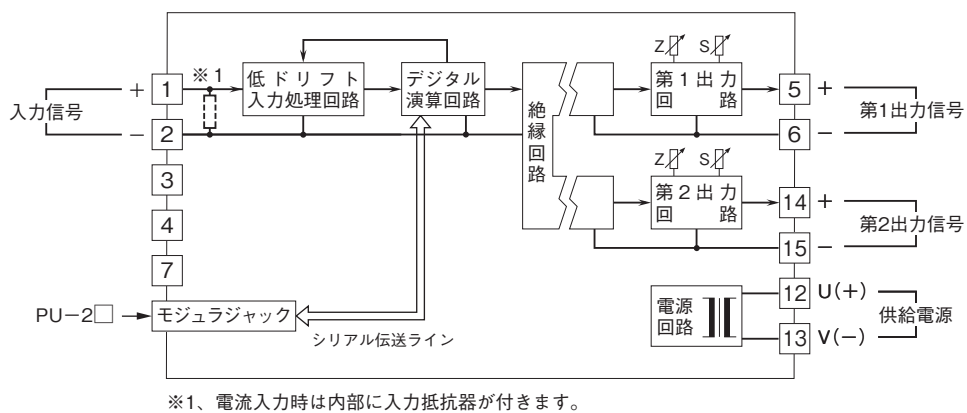 ※1
低ドリフト
入力処理回路
デジタル
演算回路
絶縁回路
Z
S
第1出力
回路
Z
S
第2出力
回路
1
2
3
4
7
+
−
入力信号
5
6
+
−
第1出力信号
14
15
+
−
第2出力信号
12
13
U(+)
V(−)
供給電源
電源
回路
PU−2□
モジュラジャック
シリアル伝送ライン
※1、電流入力時は内部に入力抵抗器が付きます。